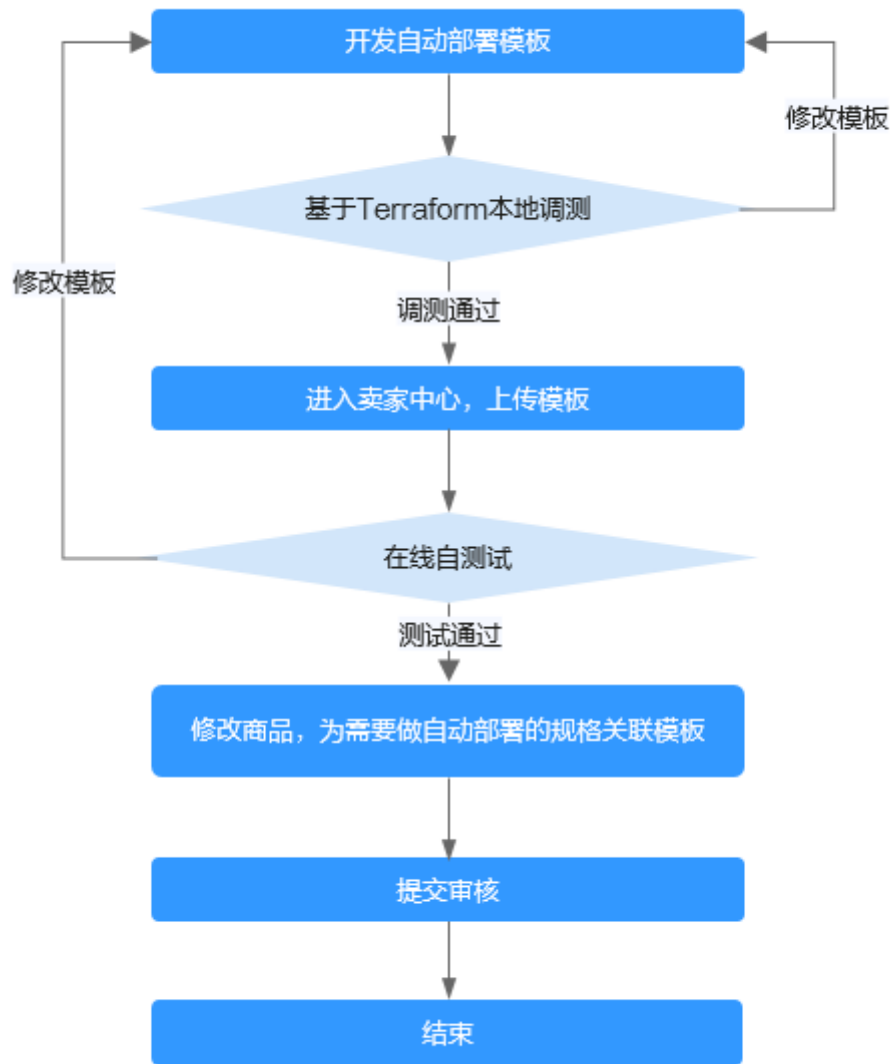 开发自动部署模板
修改模板
基于Terraform本地调测
修改模板
调测通过
进入卖家中心，上传模板
在线自测试
测试通过
修改商品，为需要做自动部署的规格关联模板
提交审核
结束